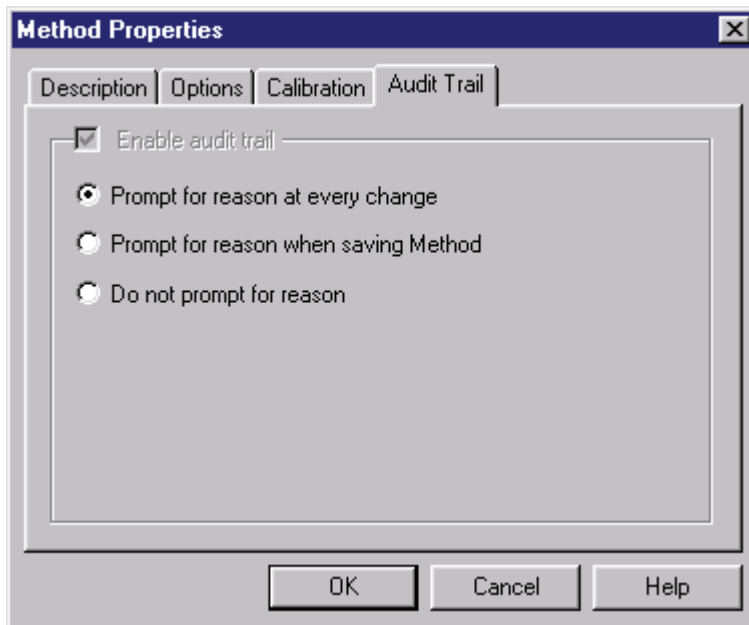 Method Properties
Description Options Calibration Audit Trail
Enable audit trail
Prompt for reason at every change
Prompt for reason when saving Method
Do not prompt for reason
OK Cancel Help